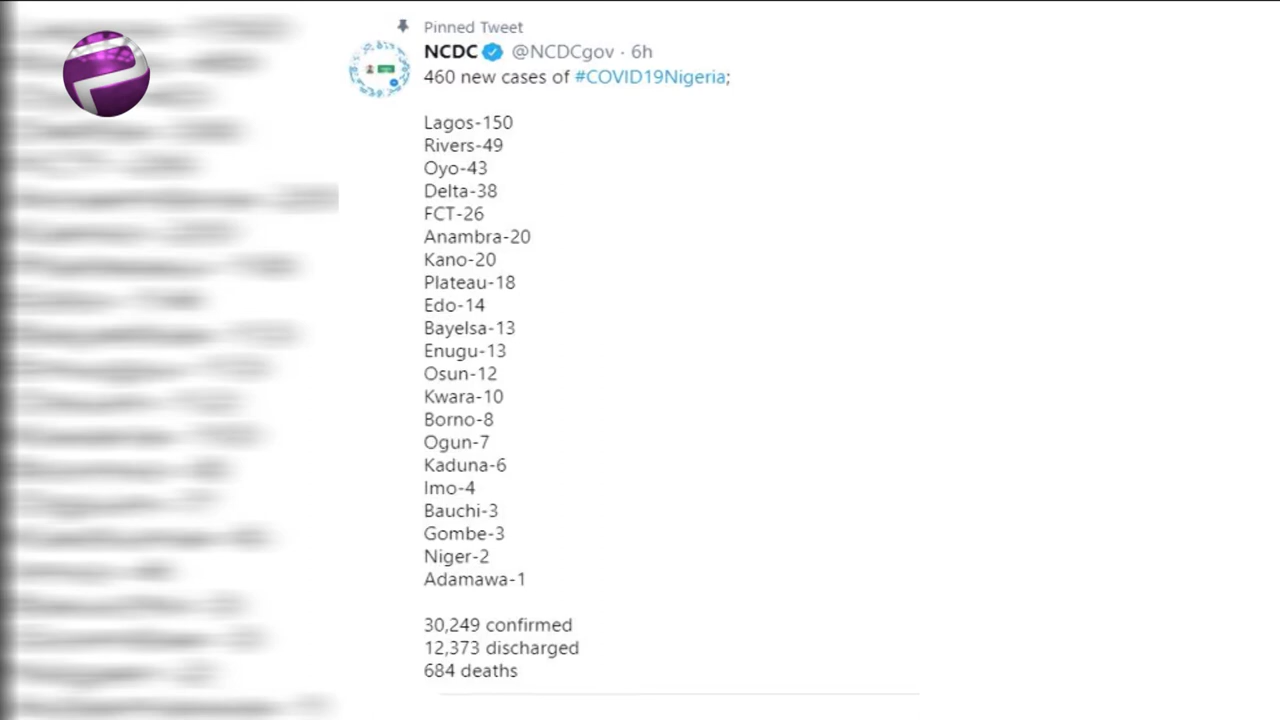 Pinned Tweet
NCDC @NCDCgov · 6h
460 new cases of #COVID19Nigeria;
Lagos-150
Rivers-49
Oyo-43
Delta-38
FCT-26
Anambra-20
Kano-20
Plateau-18
Edo-14
Bayelsa-13
Enugu-13
Osun-12
Kwara-10
Borno-8
Ogun-7
Kaduna-6
Imo-4
Bauchi-3
Gombe-3
Niger-2
Adamawa-1
30,249 confirmed
12,373 discharged
684 deaths